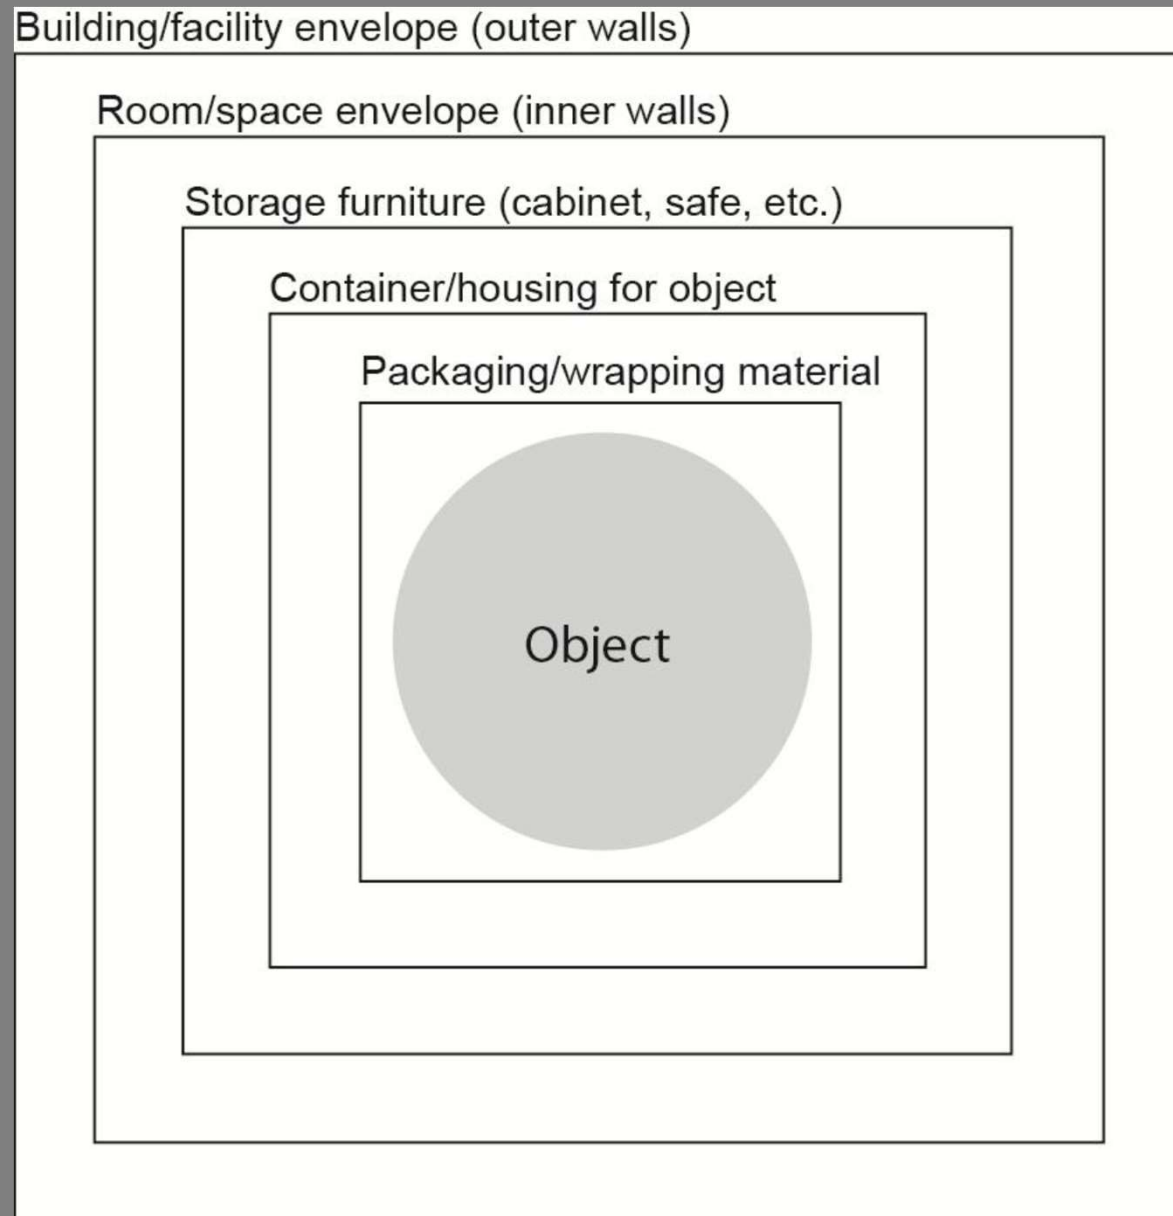 Building/facility envelope (outer walls)
Room/space envelope (inner walls)
Storage furniture (cabinet, safe, etc.)
Container/housing for object
Packaging/wrapping material
Object